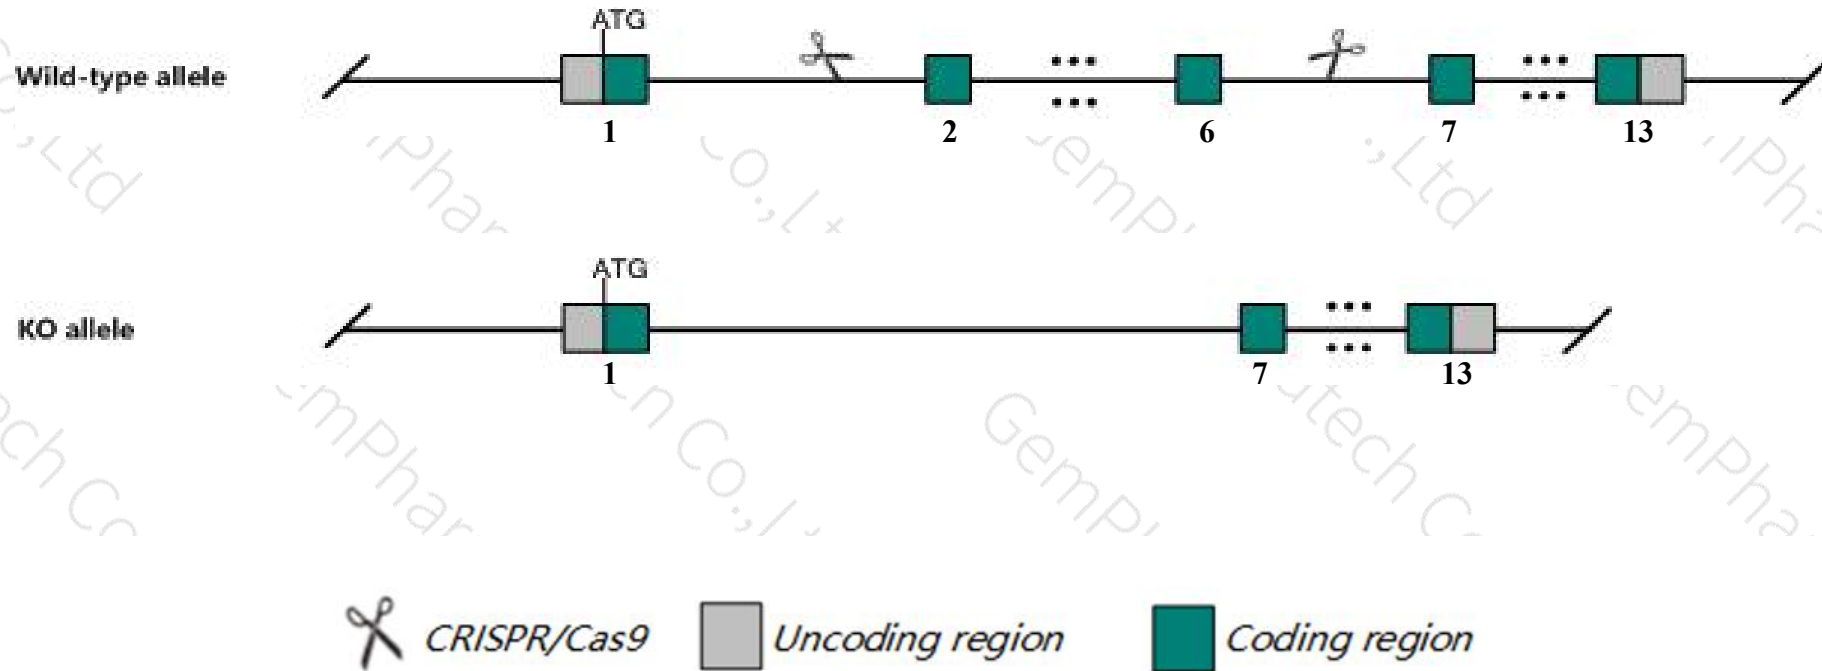 ATG
Wild-type allele
1 2 6 7 13
ATG
KO allele
1 7 13
CRISPR/Cas9
Uncoding region
Coding region
GemPh